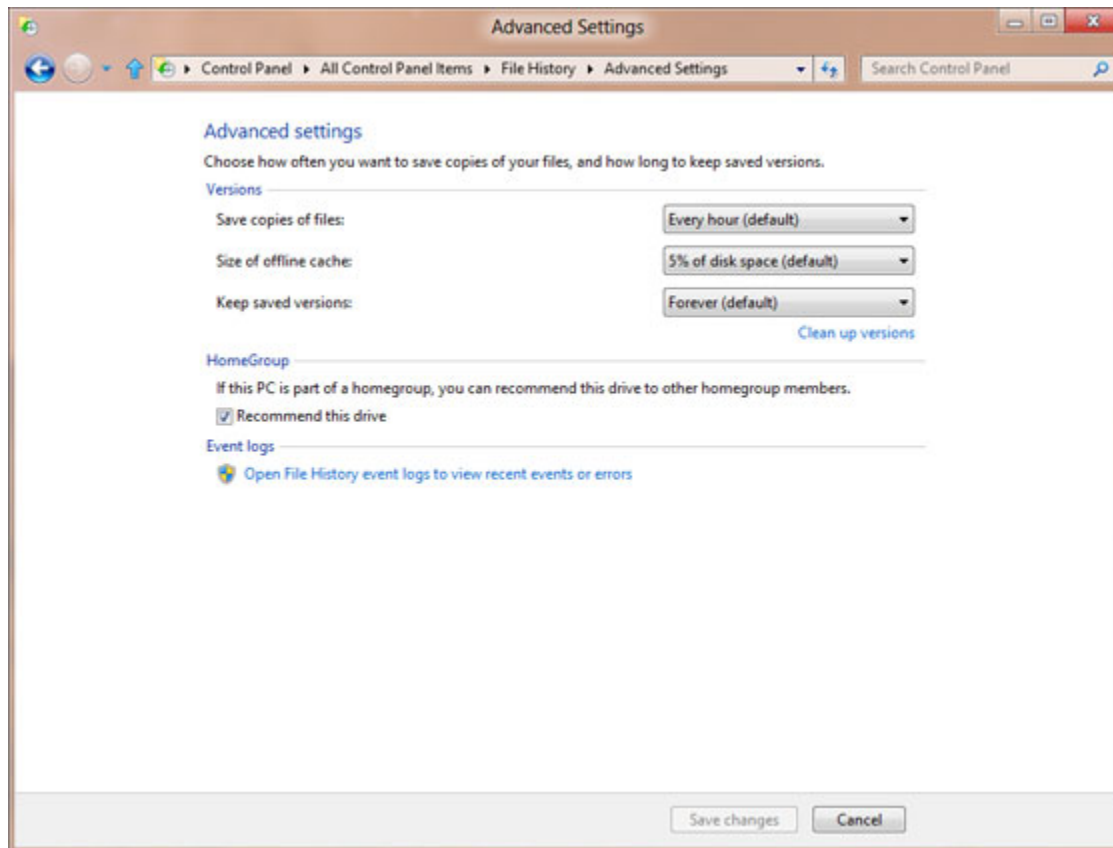 Advanced Settings
Control Panel All Control Panel Items File History Advanced Settings Search Control Panel
Advanced settings
Choose how often you want to save copies of your files, and how long to keep saved versions.
Versions
Save copies of files: Every hour (default)
Size of offline cache: 5% of disk space (default)
Keep saved versions: Forever (default)
Clean up versions
HomeGroup
If this PC is part of a homegroup, you can recommend this drive to other homegroup members.
Recommend this drive
Event logs
Open File History event logs to view recent events or errors
Save changes Cancel